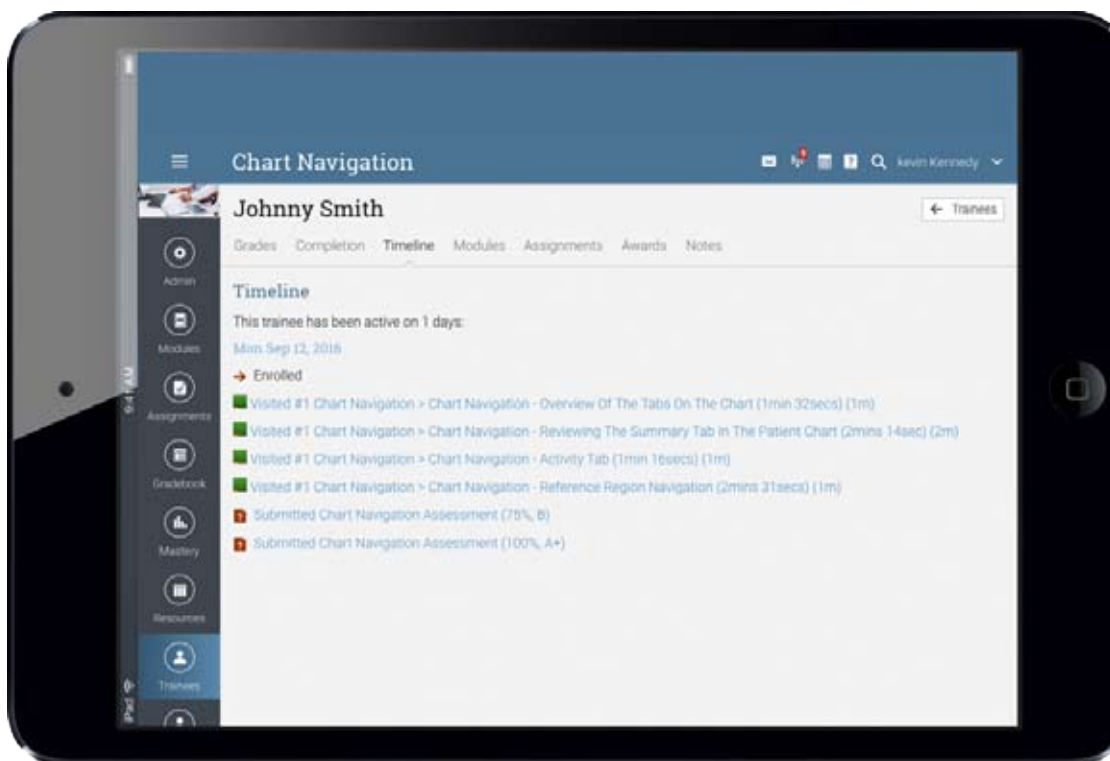 Chart Navigation
kevin Kennedy
Johnny Smith
← Trainees
Grades Completion Timeline Modules Assignments Awards Notes
Timeline
This trainee has been active on 1 days:
Mon Sep 12, 2016
→ Enrolled
Visited #1 Chart Navigation > Chart Navigation - Overview Of The Tabs On The Chart (1min 32secs) (1m)
Visited #1 Chart Navigation > Chart Navigation - Reviewing The Summary Tab In The Patient Chart (2mins 14sec) (2m)
Visited #1 Chart Navigation > Chart Navigation - Activity Tab (1min 16secs) (1m)
Visited #1 Chart Navigation > Chart Navigation - Reference Region Navigation (2mins 31secs) (1m)
Submitted Chart Navigation Assessment (75%, B)
Submitted Chart Navigation Assessment (100%, A+)
Admin
Modules
Assignments
Gradebook
Mastery
Resources
Trainees
9:41 AM
iPad